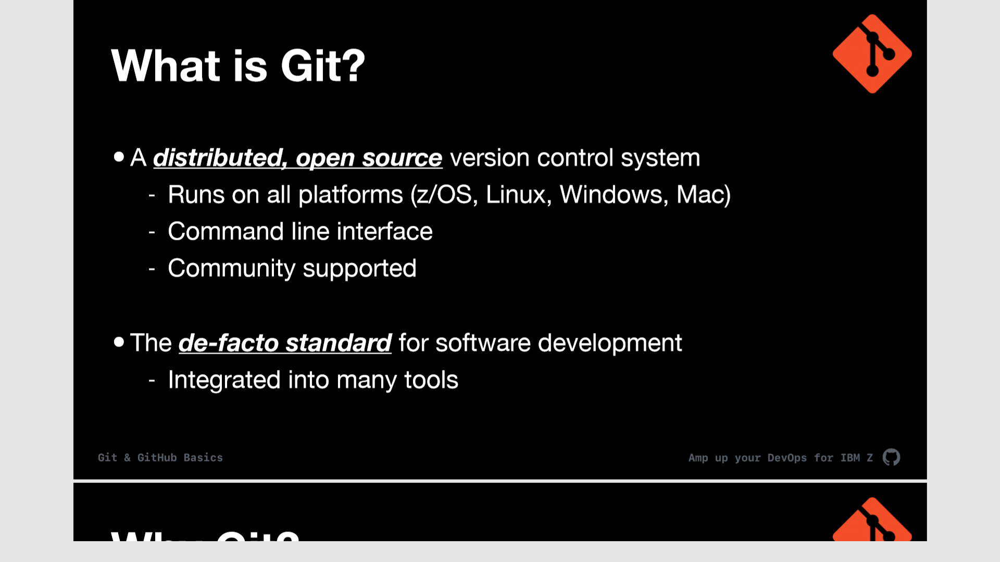 What is Git?
• A distributed, open source version control system
- Runs on all platforms (z/OS, Linux, Windows, Mac)
- Command line interface
- Community supported
• The de-facto standard for software development
- Integrated into many tools
Git & GitHub Basics
Amp up your DevOps for IBM Z
Why Git?